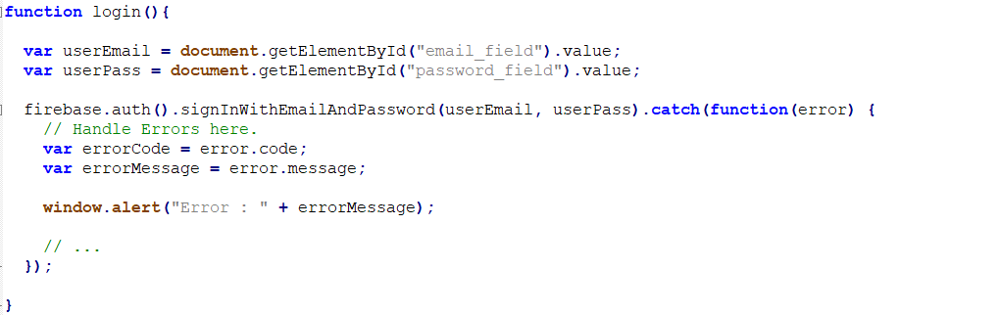 function login(){
var userEmail = document.getElementById("email_field").value;
var userPass = document.getElementById("password_field").value;
firebase.auth().signInWithEmailAndPassword(userEmail, userPass).catch(function(error) {
// Handle Errors here.
var errorCode = error.code;
var errorMessage = error.message;
window.alert("Error : " + errorMessage);
// ...
});
}